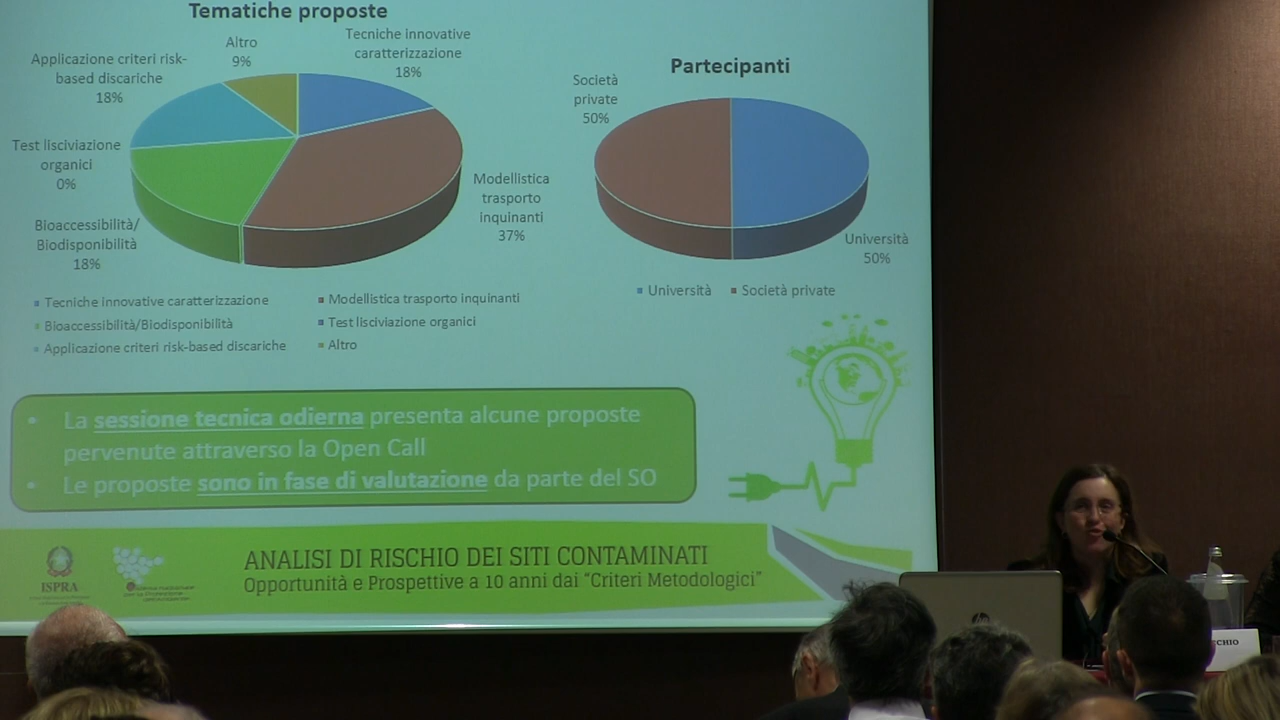 Tematiche proposte
Altro
9%
Tecniche innovative
caratterizzazione
18%
Applicazione criteri risk-
based discariche
18%
Test lisciviazione
organici
0%
Bioaccessibilità/
Biodisponibilità
18%
Modellistica
trasporto
inquinanti
37%
Tecniche innovative caratterizzazione
Modellistica trasporto inquinanti
Bioaccessibilità/Biodisponibilità
Test lisciviazione organici
Applicazione criteri risk-based discariche
Altro
Partecipanti
Società
private
50%
Università
50%
Università
Società private
• La sessione tecnica odierna presenta alcune proposte
pervenute attraverso la Open Call
• Le proposte sono in fase di valutazione da parte del SO
ISPRA
ANALISI DI RISCHIO DEI SITI CONTAMINATI
Opportunità e Prospettive a 10 anni dai “Criteri Metodologici”
CCHIO